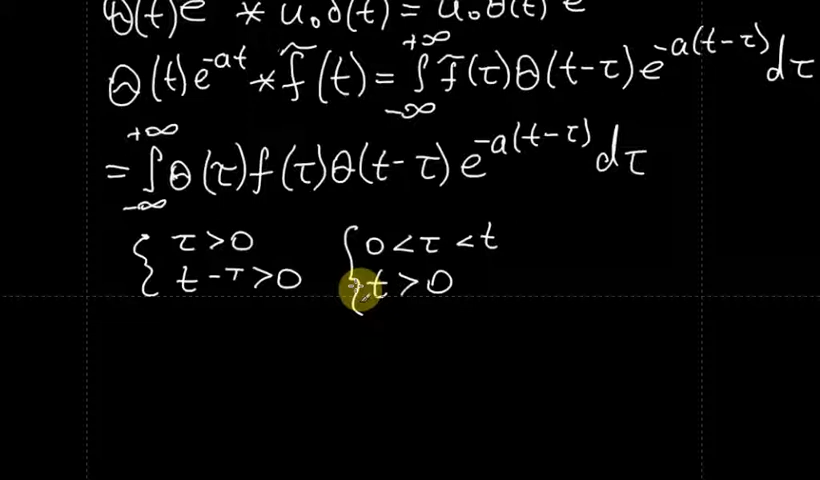 θ(t)e * u₀δ(t) = u₀θ(t) e
θ(t)e^{-at} * f̃(t) = ∫_{-∞}^{+∞} f̃(τ)θ(t-τ)e^{-a(t-τ)}dτ
= ∫_{-∞}^{+∞} θ(τ)f(τ)θ(t-τ)e^{-a(t-τ)}dτ
{ τ>0 { 0<τ<t
t-τ>0 t>0